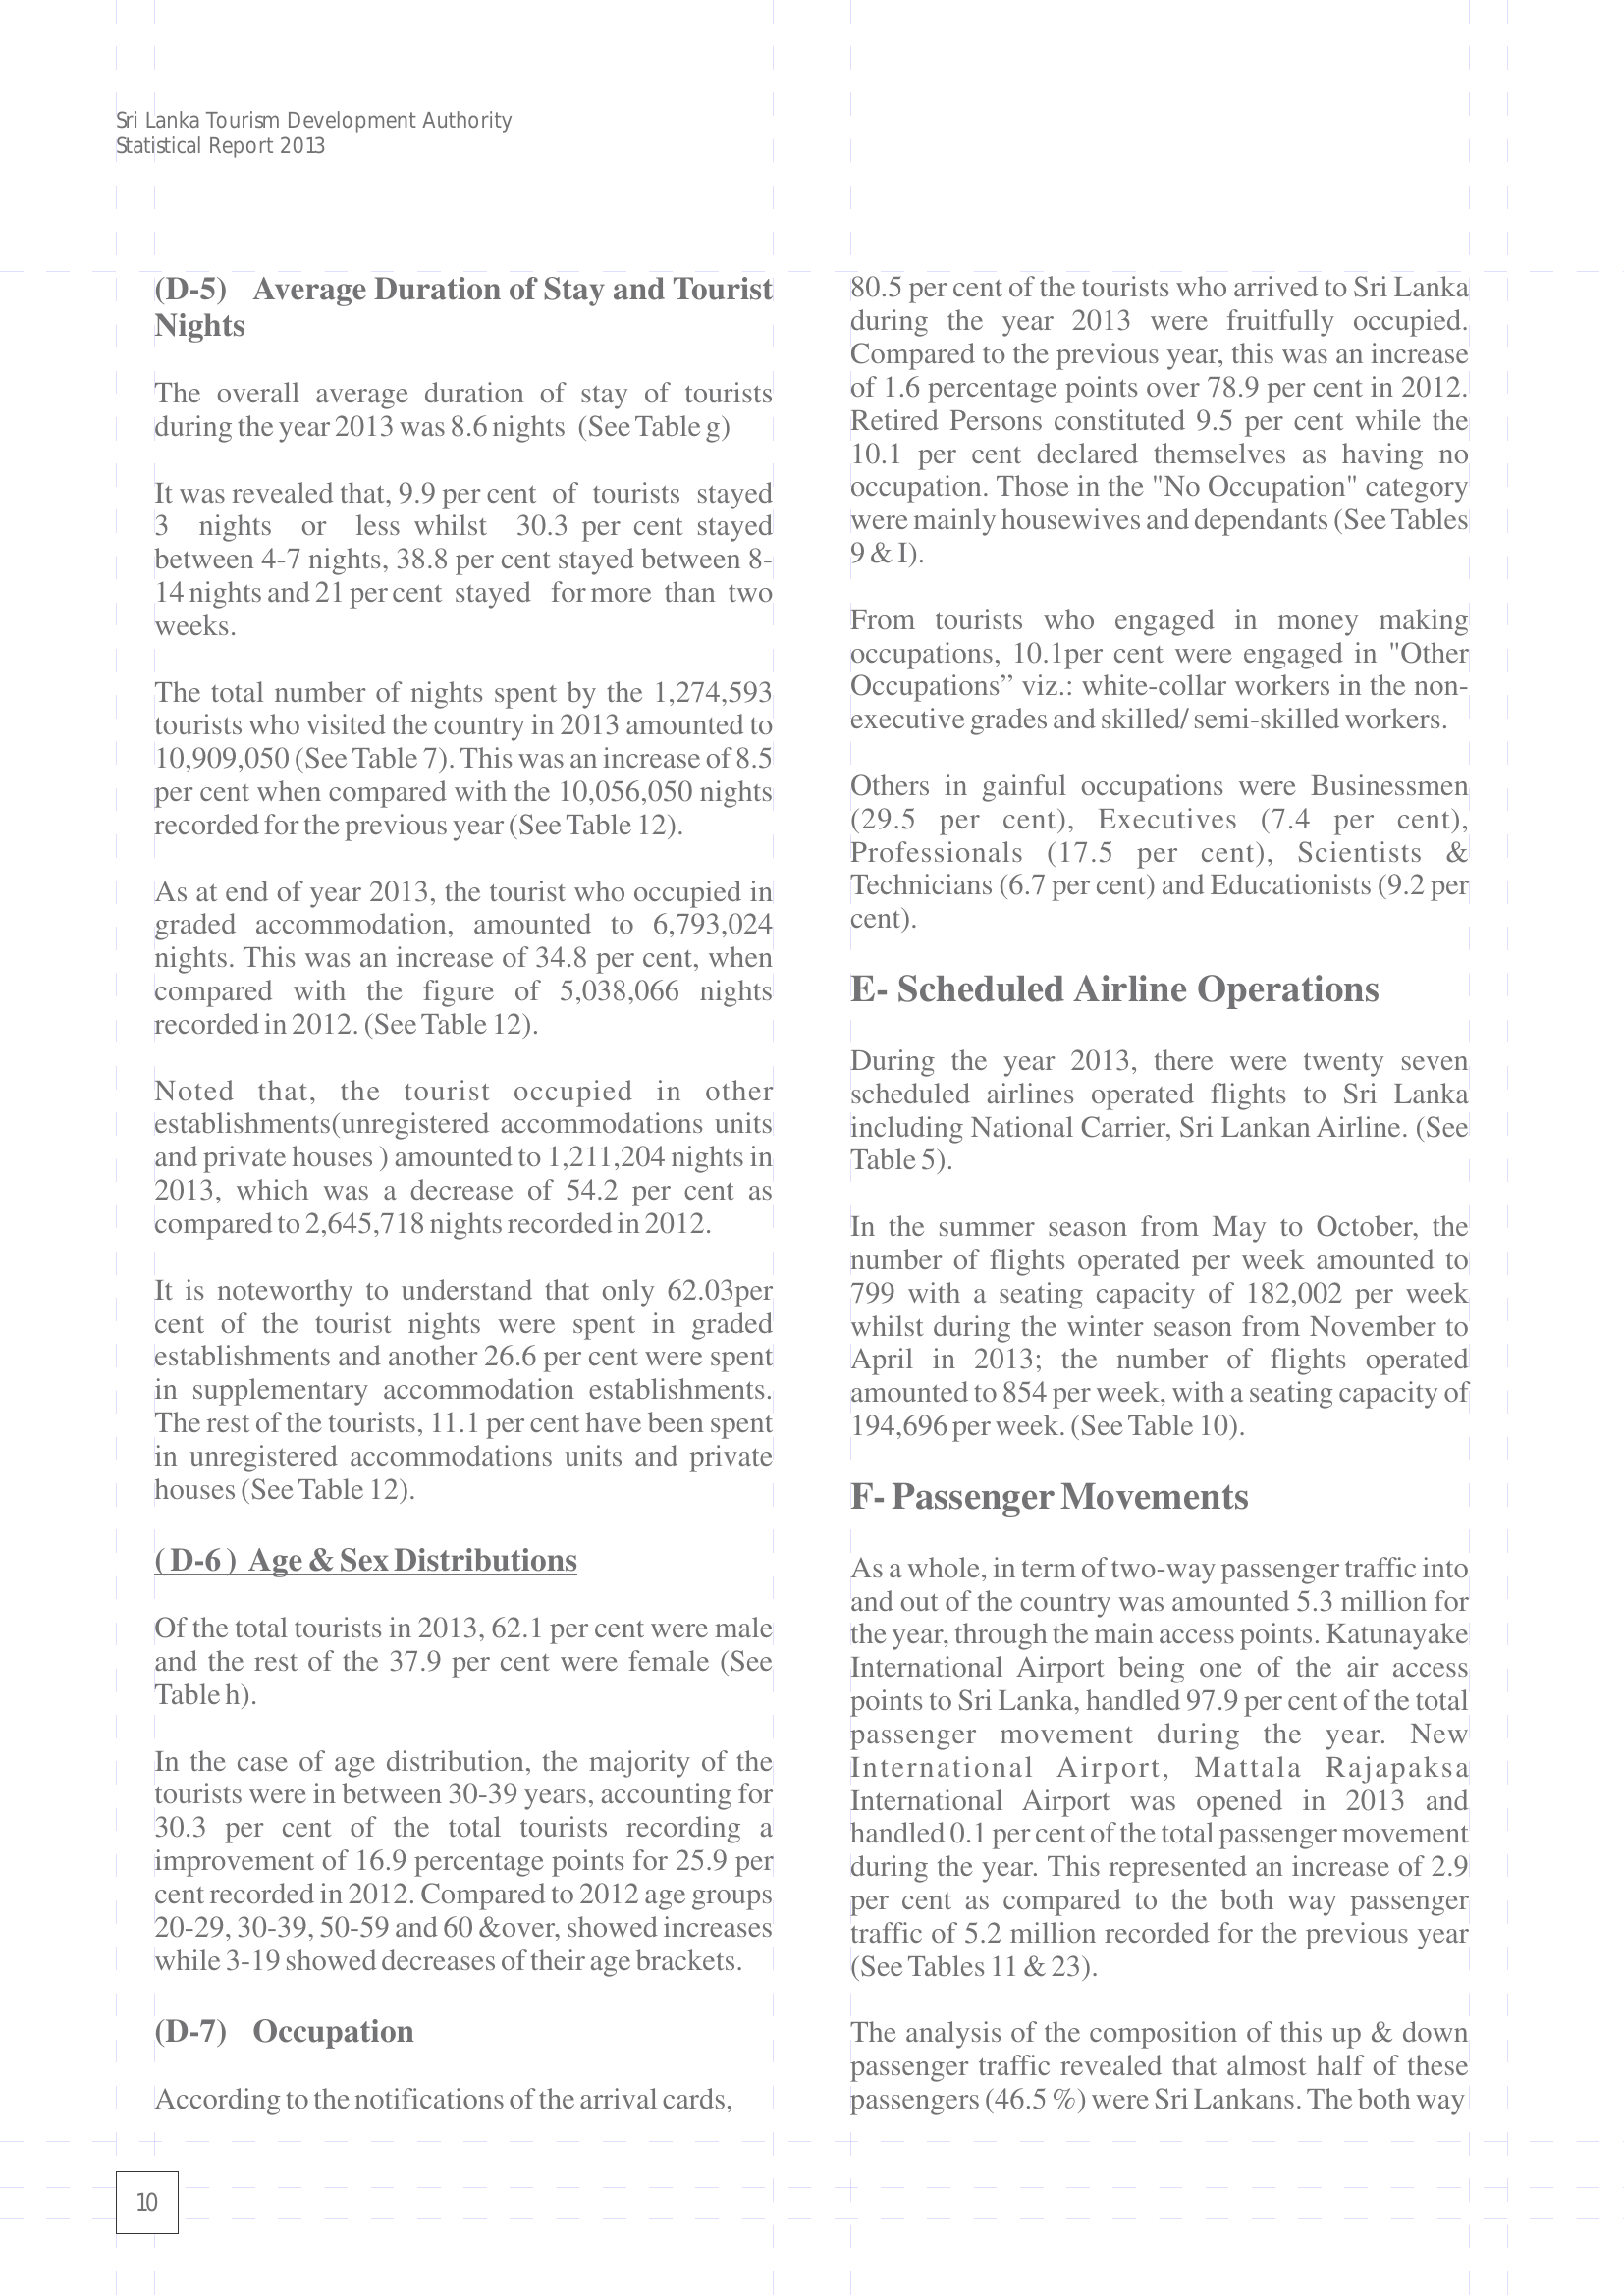 Sri Lanka Tourism Development Authority
Statistical Report 2013
(D-5) Average Duration of Stay and Tourist
Nights
The overall average duration of stay of tourists
during the year 2013 was 8.6 nights (See Table g)
It was revealed that, 9.9 per cent of tourists stayed
3 nights or less whilst 30.3 per cent stayed
between 4-7 nights, 38.8 per cent stayed between 8-
14 nights and 21 per cent stayed for more than two
weeks.
The total number of nights spent by the 1,274,593
tourists who visited the country in 2013 amounted to
10,909,050 (See Table 7). This was an increase of 8.5
per cent when compared with the 10,056,050 nights
recorded for the previous year (See Table 12).
As at end of year 2013, the tourist who occupied in
graded accommodation, amounted to 6,793,024
nights. This was an increase of 34.8 per cent, when
compared with the figure of 5,038,066 nights
recorded in 2012. (See Table 12).
Noted that, the tourist occupied in other
establishments(unregistered accommodations units
and private houses ) amounted to 1,211,204 nights in
2013, which was a decrease of 54.2 per cent as
compared to 2,645,718 nights recorded in 2012.
It is noteworthy to understand that only 62.03per
cent of the tourist nights were spent in graded
establishments and another 26.6 per cent were spent
in supplementary accommodation establishments.
The rest of the tourists, 11.1 per cent have been spent
in unregistered accommodations units and private
houses (See Table 12).
( D-6 ) Age & Sex Distributions
Of the total tourists in 2013, 62.1 per cent were male
and the rest of the 37.9 per cent were female (See
Table h).
In the case of age distribution, the majority of the
tourists were in between 30-39 years, accounting for
30.3 per cent of the total tourists recording a
improvement of 16.9 percentage points for 25.9 per
cent recorded in 2012. Compared to 2012 age groups
20-29, 30-39, 50-59 and 60 &over, showed increases
while 3-19 showed decreases of their age brackets.
(D-7) Occupation
According to the notifications of the arrival cards,
80.5 per cent of the tourists who arrived to Sri Lanka
during the year 2013 were fruitfully occupied.
Compared to the previous year, this was an increase
of 1.6 percentage points over 78.9 per cent in 2012.
Retired Persons constituted 9.5 per cent while the
10.1 per cent declared themselves as having no
occupation. Those in the "No Occupation" category
were mainly housewives and dependants (See Tables
9 & I).
From tourists who engaged in money making
occupations, 10.1per cent were engaged in "Other
Occupations” viz.: white-collar workers in the non-
executive grades and skilled/ semi-skilled workers.
Others in gainful occupations were Businessmen
(29.5 per cent), Executives (7.4 per cent),
Professionals (17.5 per cent), Scientists &
Technicians (6.7 per cent) and Educationists (9.2 per
cent).
E- Scheduled Airline Operations
During the year 2013, there were twenty seven
scheduled airlines operated flights to Sri Lanka
including National Carrier, Sri Lankan Airline. (See
Table 5).
In the summer season from May to October, the
number of flights operated per week amounted to
799 with a seating capacity of 182,002 per week
whilst during the winter season from November to
April in 2013; the number of flights operated
amounted to 854 per week, with a seating capacity of
194,696 per week. (See Table 10).
F- Passenger Movements
As a whole, in term of two-way passenger traffic into
and out of the country was amounted 5.3 million for
the year, through the main access points. Katunayake
International Airport being one of the air access
points to Sri Lanka, handled 97.9 per cent of the total
passenger movement during the year. New
International Airport, Mattala Rajapaksa
International Airport was opened in 2013 and
handled 0.1 per cent of the total passenger movement
during the year. This represented an increase of 2.9
per cent as compared to the both way passenger
traffic of 5.2 million recorded for the previous year
(See Tables 11 & 23).
The analysis of the composition of this up & down
passenger traffic revealed that almost half of these
passengers (46.5 %) were Sri Lankans. The both way
10